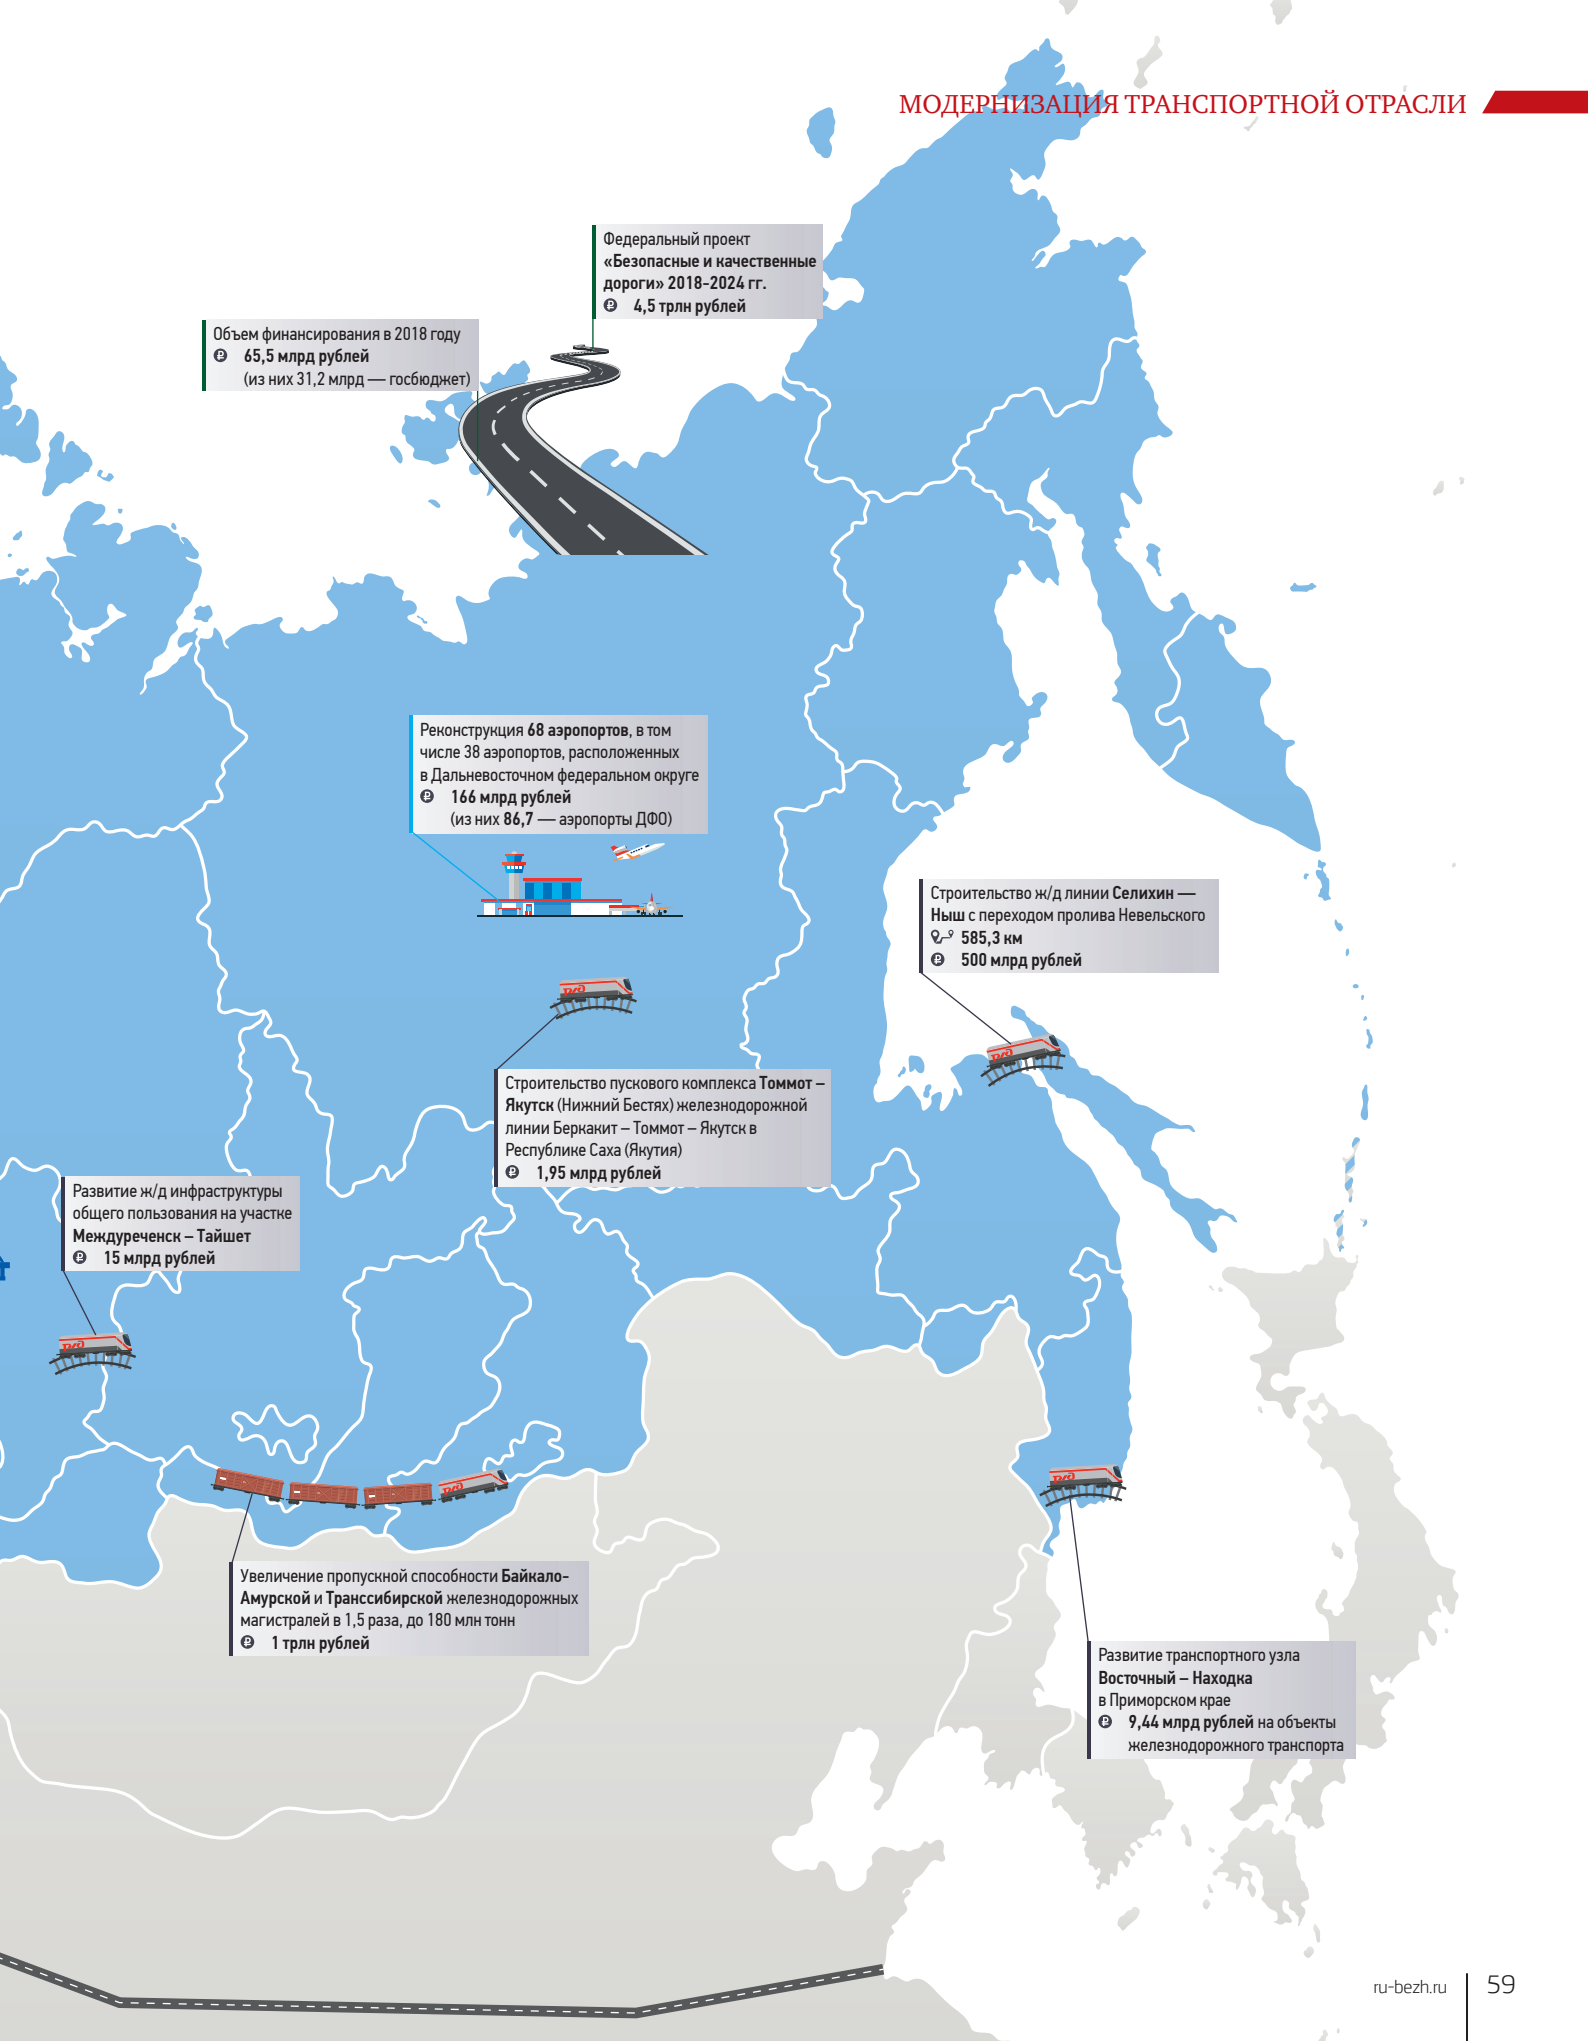 МОДЕРНИЗАЦИЯ ТРАНСПОРТНОЙ ОТРАСЛИ
Федеральный проект
«Безопасные и качественные
дороги» 2018-2024 гг.
4,5 трлн рублей
Объем финансирования в 2018 году
65,5 млрд рублей
(из них 31,2 млрд — госбюджет)
Реконструкция 68 аэропортов, в том
числе 38 аэропортов, расположенных
в Дальневосточном федеральном округе
166 млрд рублей
(из них 86,7 — аэропорты ДФО)
Строительство ж/д линии Селихин —
Ныш с переходом пролива Невельского
585,3 км
500 млрд рублей
Строительство пускового комплекса Томмот –
Якутск (Нижний Бестях) железнодорожной
линии Беркакит – Томмот – Якутск в
Республике Саха (Якутия)
1,95 млрд рублей
Развитие ж/д инфраструктуры
общего пользования на участке
Междуреченск – Тайшет
15 млрд рублей
Увеличение пропускной способности Байкало-
Амурской и Транссибирской железнодорожных
магистралей в 1,5 раза, до 180 млн тонн
1 трлн рублей
Развитие транспортного узла
Восточный – Находка
в Приморском крае
9,44 млрд рублей на объекты
железнодорожного транспорта
ru-bezh.ru
59